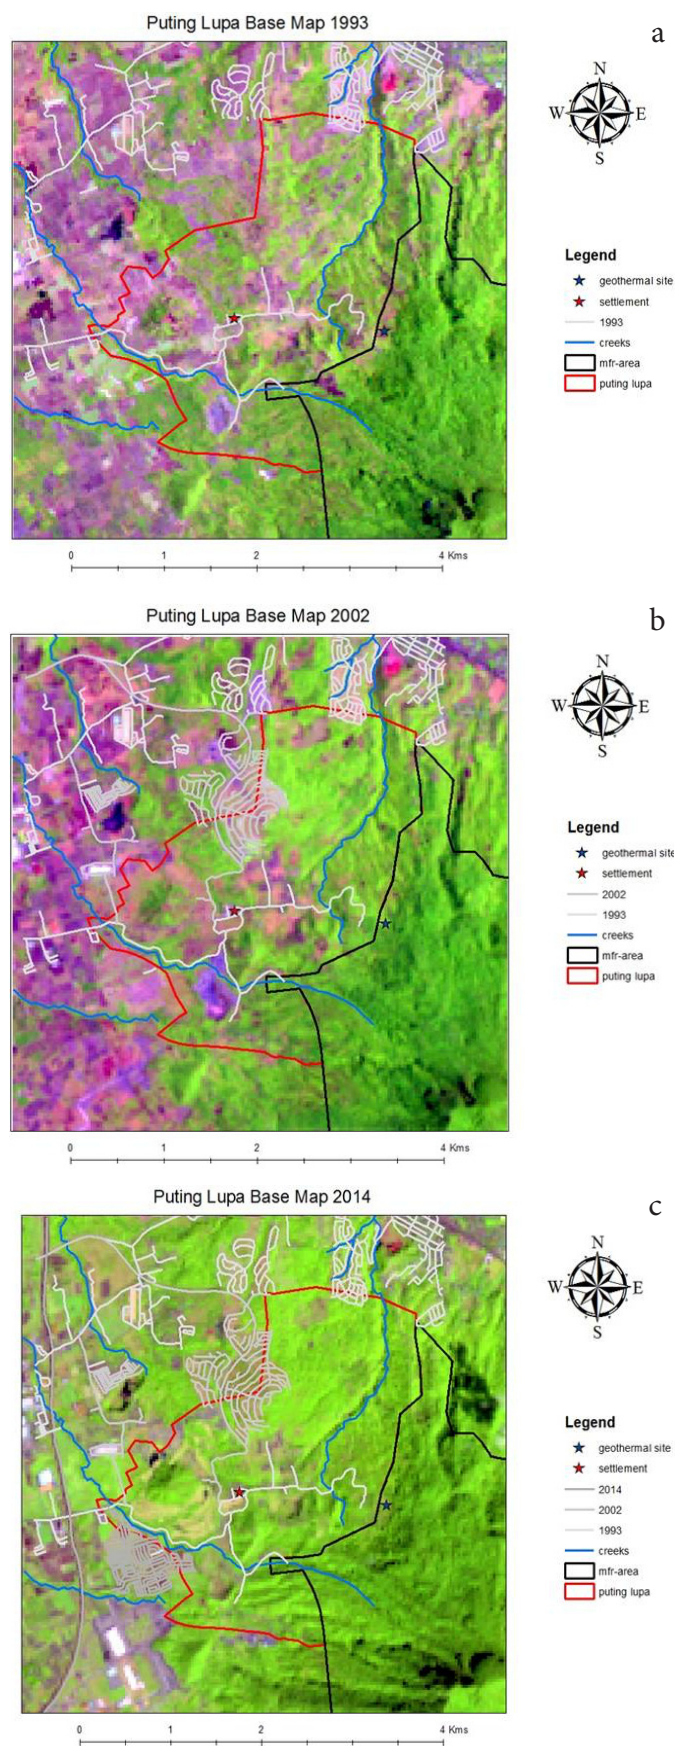 Puting Lupa Base Map 1993
a
N
W E
S
Legend
geothermal site
settlement
1993
creeks
mfr-area
puting lupa
0 1 2 4 Kms
Puting Lupa Base Map 2002
b
N
W E
S
Legend
geothermal site
settlement
2002
1993
creeks
mfr-area
puting lupa
0 1 2 4 Kms
Puting Lupa Base Map 2014
c
N
W E
S
Legend
geothermal site
settlement
2014
2002
1993
creeks
mfr-area
puting lupa
0 1 2 4 Kms